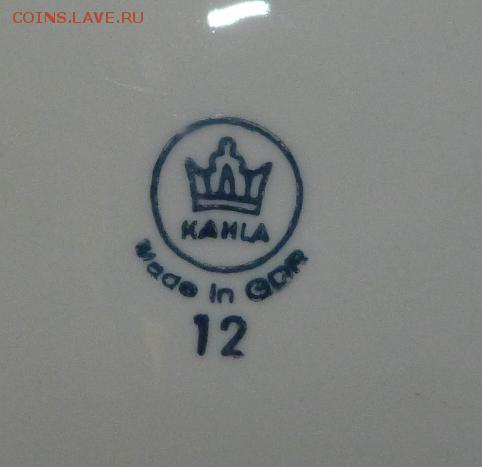 COINS.LAVE.RU
KAHLA
Made in GDR
12